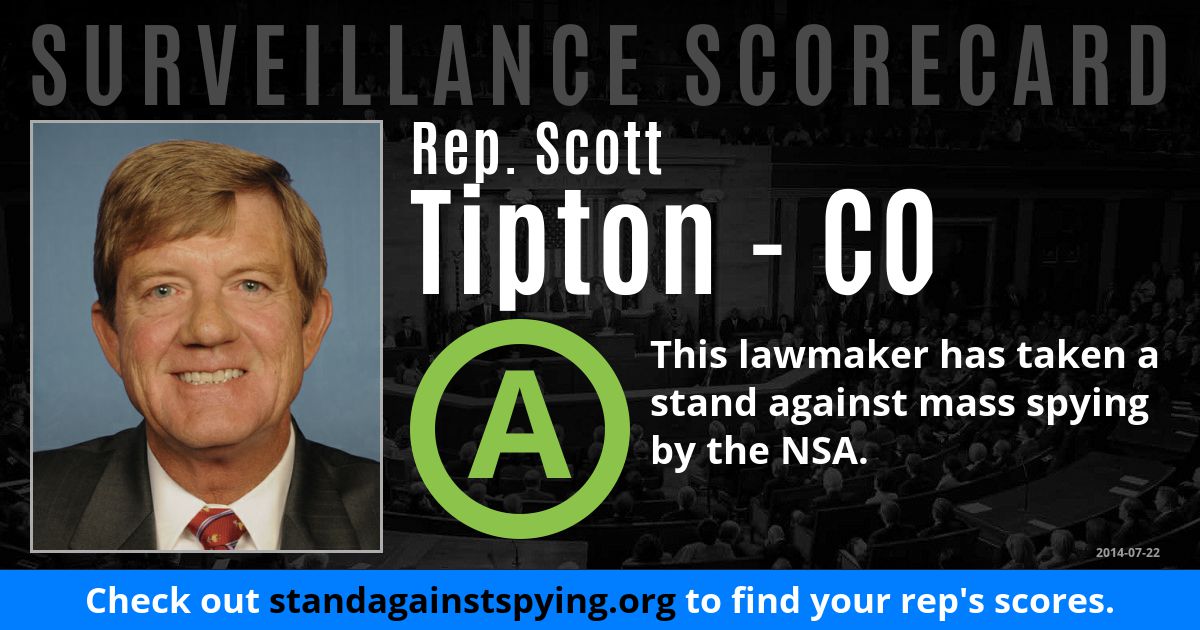 SURVEILLANCE SCORECARD
Rep. Scott
Tipton - CO
A
This lawmaker has taken a
stand against mass spying
by the NSA.
2014-07-22
Check out standagainstspying.org to find your rep's scores.